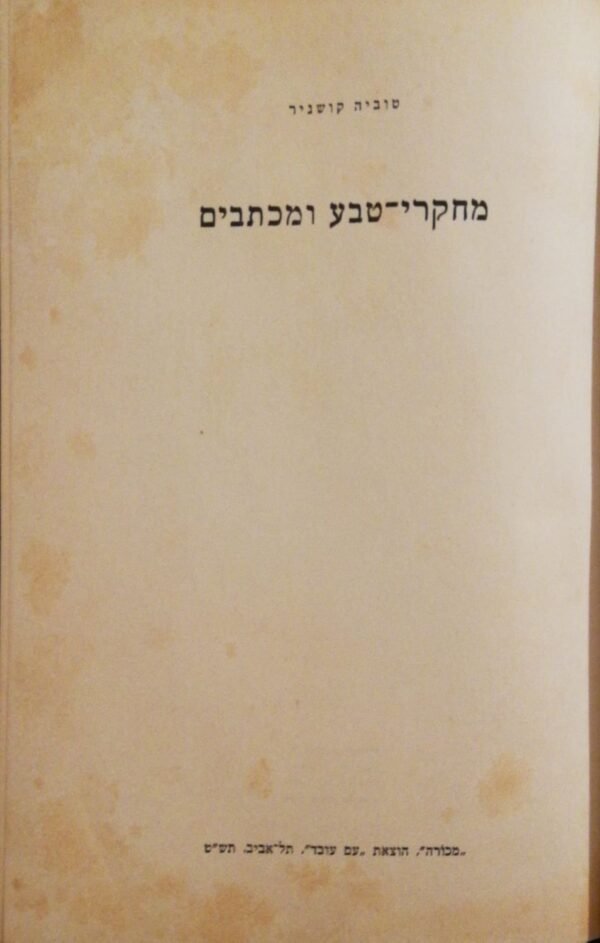 טוביה קושניר
מחקרי־טבע ומכתבים
„מכורה", הוצאת „עם עובד", תל־אביב, תש"ט